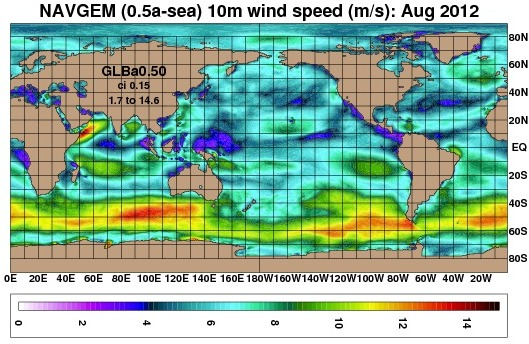 NAVGEM (0.5a-sea) 10m wind speed (m/s): Aug 2012
GLBa0.50
ci 0.15
1.7 to 14.6
80N
60N
40N
20N
EQ
20S
40S
60S
80S
0E 20E 40E 60E 80E 100E 120E 140E 160E 180W 160W 140W 120W 100W 80W 60W 40W 20W
0 2 4 6 8 10 12 14